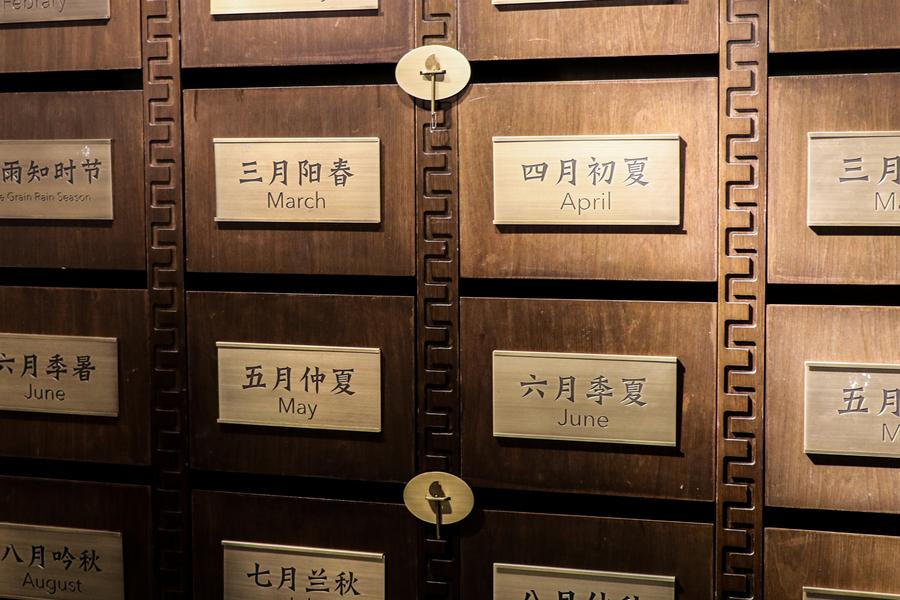 Febrary
雨知时节
Grain Rain Season
三月阳春
March
四月初夏
April
三月
六月季暑
June
五月仲夏
May
六月季夏
June
五月
M
八月吟秋
August
七月兰秋